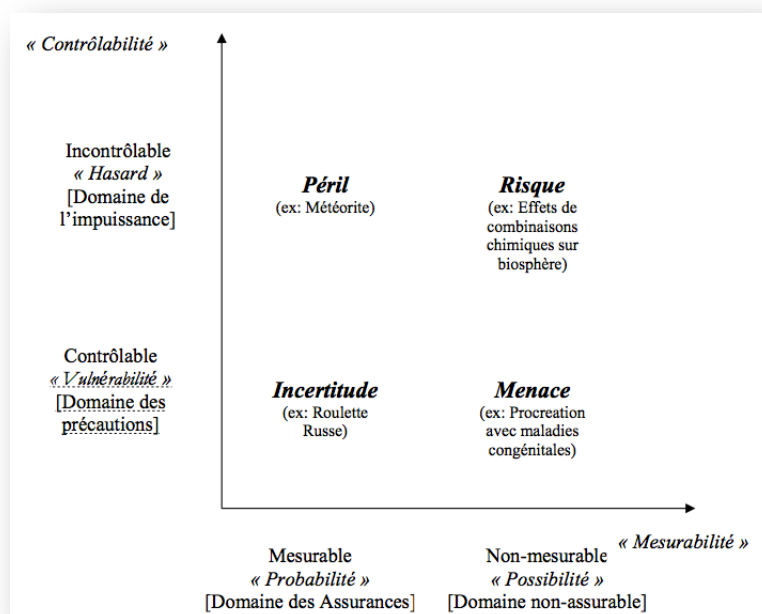 « Contrôlabilité »
Incontrôlable
« Hasard »
[Domaine de
l’impuissance]
Péril
(ex: Météorite)
Risque
(ex: Effets de
combinaisons
chimiques sur
biosphère)
Contrôlable
« Vulnérabilité »
[Domaine des
précautions]
Incertitude
(ex: Roulette
Russe)
Menace
(ex: Procreation
avec maladies
congénitales)
« Mesurabilité »
Mesurable
« Probabilité »
[Domaine des Assurances]
Non-mesurable
« Possibilité »
[Domaine non-assurable]